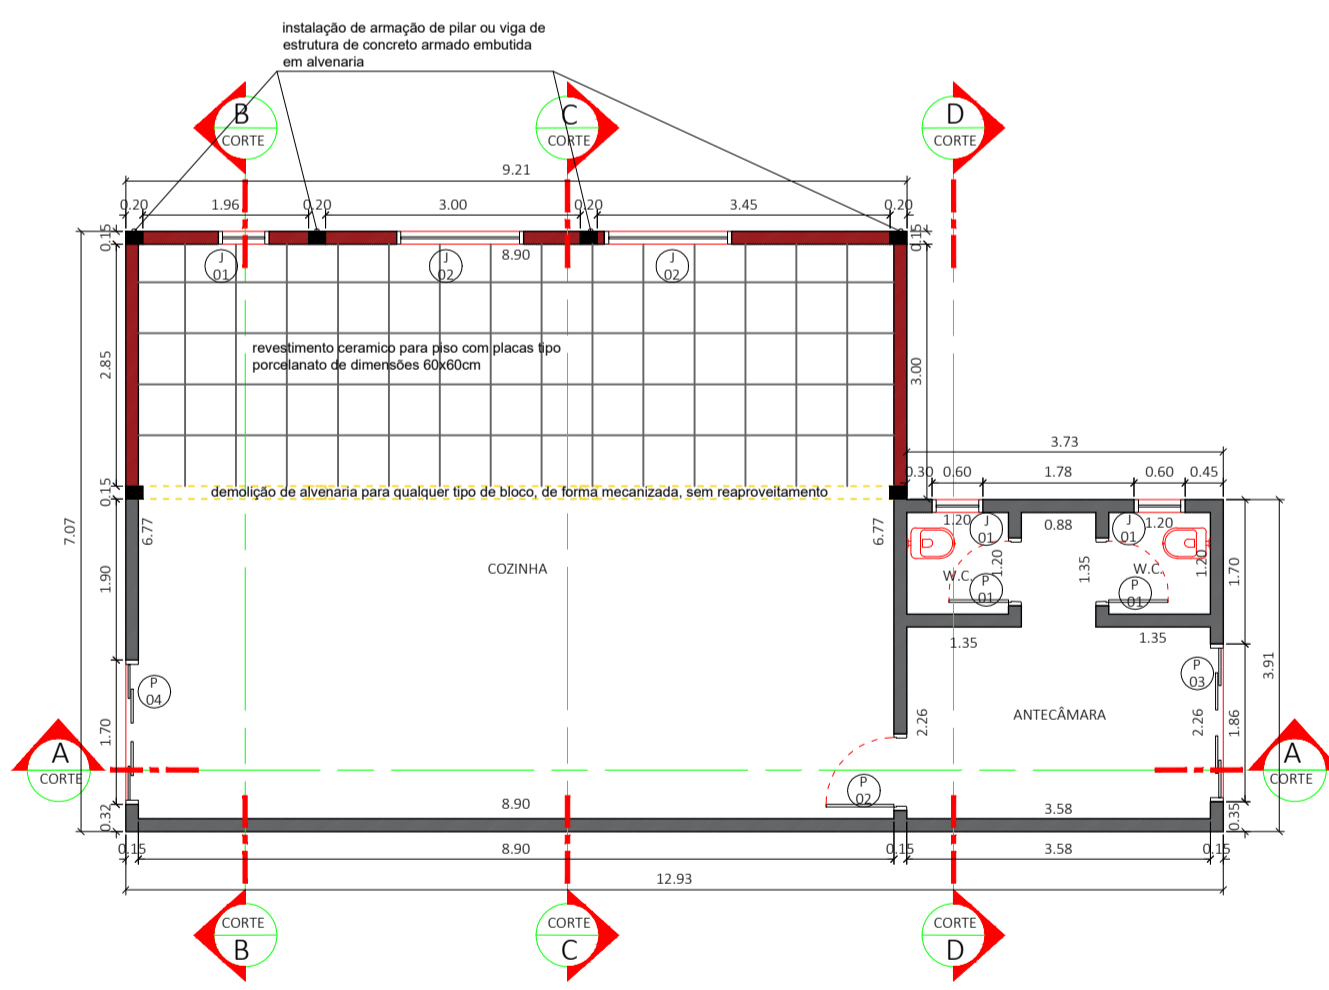 instalação de armação de pilar ou viga de
estrutura de concreto armado embutida
em alvenaria
B
CORTE
C
CORTE
D
CORTE
9.21
0.20
1.96
0.20
3.00
0.20
3.45
0.20
0.15
0.15
J
01
J
02
8.90
J
02
revestimento ceramico para piso com placas tipo
porcelanato de dimensões 60x60cm
2.85
3.00
3.73
0.30
0.60
1.78
0.60
0.45
0.15
demolição de alvenaria para qualquer tipo de bloco, de forma mecanizada, sem reaproveitamento
7.07
6.77
6.77
1.20
J
01
0.88
J
01
1.20
COZINHA
1.90
W.C.
1.20
1.35
W.C.
1.20
1.70
P
01
P
01
1.35
1.35
3.91
P
04
P
03
1.70
2.26
ANTECÂMARA
2.26
1.86
A
CORTE
A
CORTE
P
02
0.32
8.90
3.58
0.35
0.15
8.90
0.15
3.58
0.15
12.93
CORTE
B
CORTE
C
CORTE
D